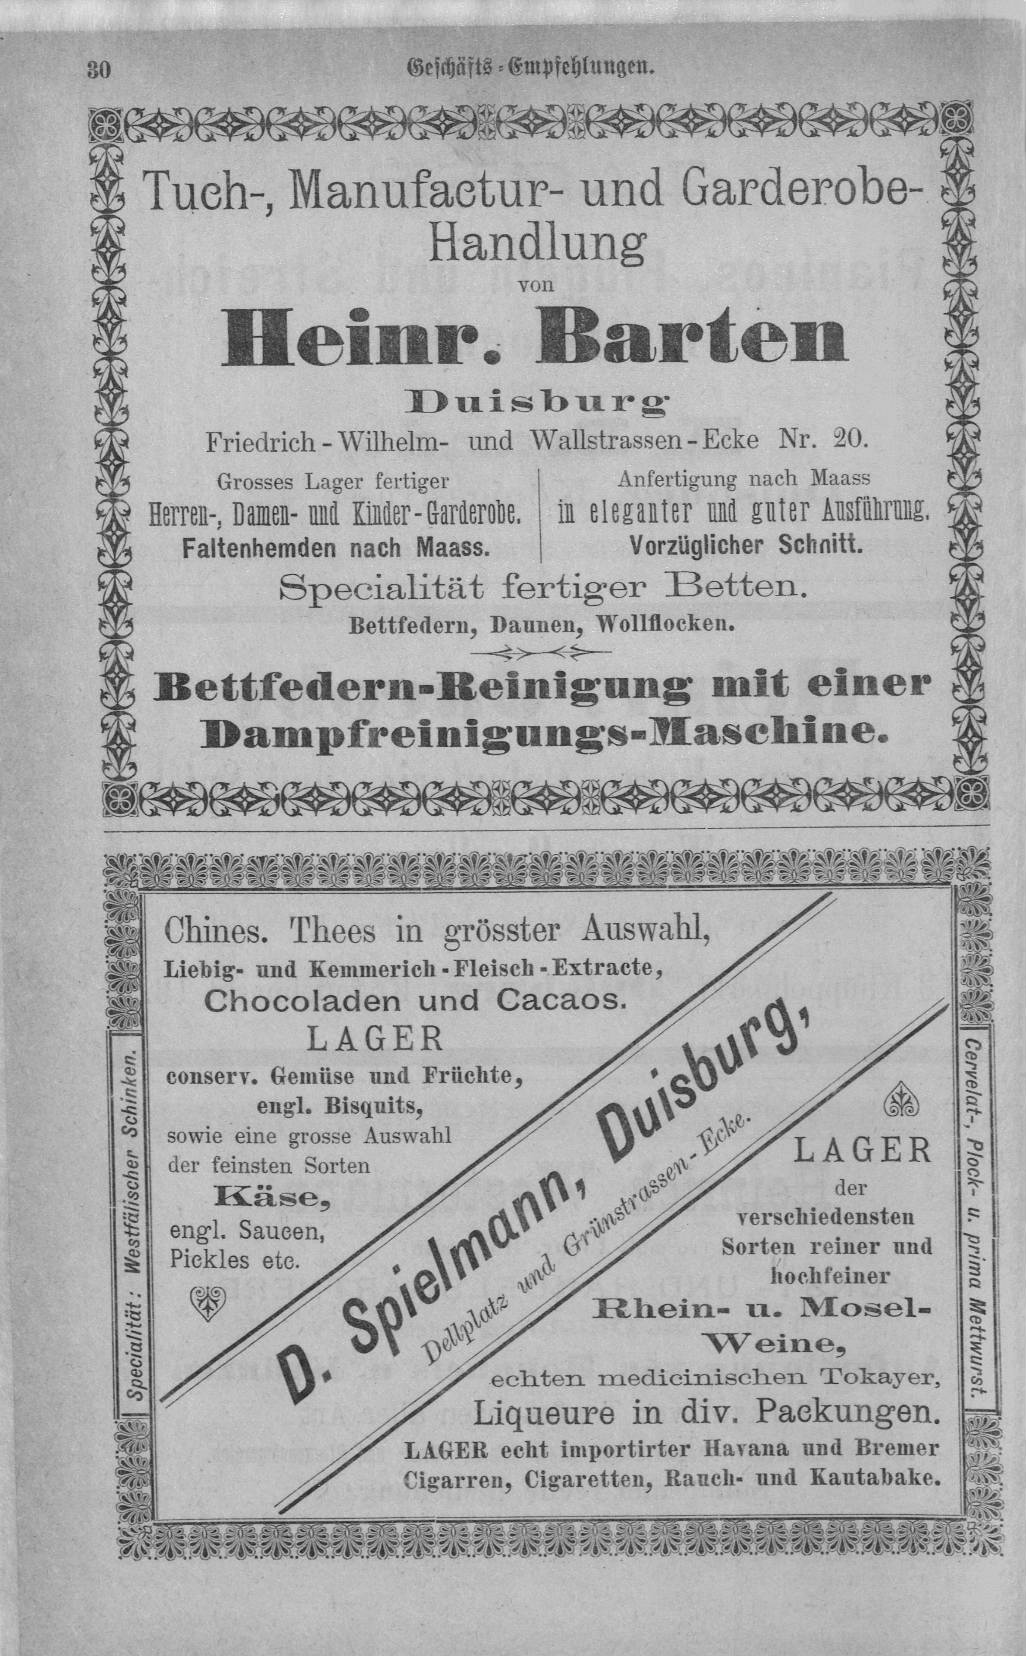 30
Geschäfts-Empfehlungen.
Tuch-, Manufactur- und Garderobe-
Handlung
von
Heinr. Barten
Duisburg
Friedrich-Wilhelm- und Wallstrassen-Ecke Nr. 20.
Grosses Lager fertiger
Herren-, Damen- und Kinder-Garderobe.
Faltenhemden nach Maass.
Anfertigung nach Maass
in eleganter und guter Ausführung.
Vorzüglicher Schnitt.
Specialität fertiger Betten.
Bettfedern, Daunen, Wollflocken.
Bettfedern-Reinigung mit einer
Dampfreinigungs-Maschine.
Specialität: Westfälischer Schinken.
Chines. Thees in grösster Auswahl,
Liebig- und Kemmerich-Fleisch-Extracte,
Chocoladen und Cacaos.
LAGER
conserv. Gemüse und Früchte,
engl. Bisquits,
sowie eine grosse Auswahl
der feinsten Sorten
Käse,
engl. Saucen,
Pickles etc.
D. Spielmann, Duisburg,
Dellplatz und Grünstrassen-Ecke.
LAGER
der
verschiedensten
Sorten reiner und
hochfeiner
Rhein- u. Mosel-
Weine,
echten medicinischen Tokayer,
Liqueure in div. Packungen.
LAGER echt importirter Havana und Bremer
Cigarren, Cigaretten, Rauch- und Kautabake.
Cervelat-, Plock- u. prima Mettwurst.